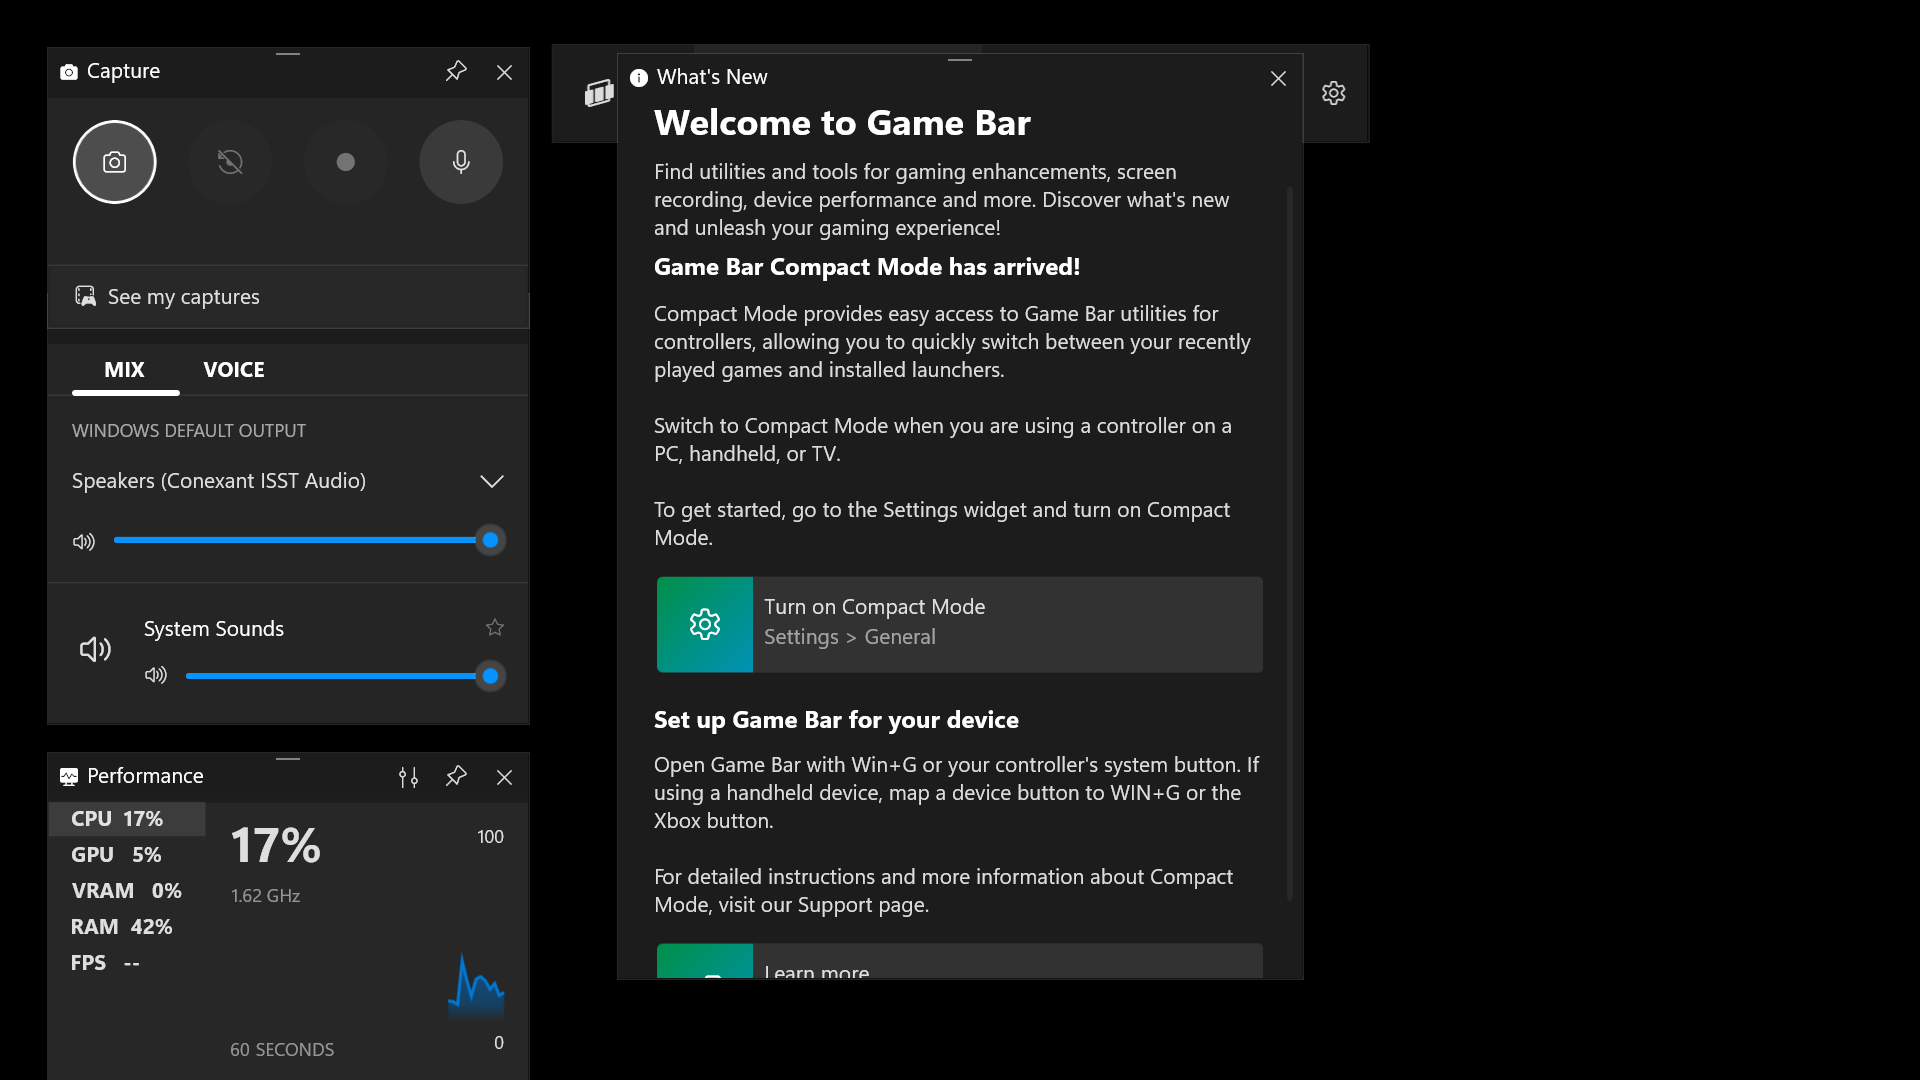 Capture
See my captures
MIX VOICE
WINDOWS DEFAULT OUTPUT
Speakers (Conexant ISST Audio)
System Sounds
Performance
CPU 17%
GPU 5%
VRAM 0%
RAM 42%
FPS --
17%
1.62 GHz
100
60 SECONDS
0
What's New
Welcome to Game Bar
Find utilities and tools for gaming enhancements, screen
recording, device performance and more. Discover what's new
and unleash your gaming experience!
Game Bar Compact Mode has arrived!
Compact Mode provides easy access to Game Bar utilities for
controllers, allowing you to quickly switch between your recently
played games and installed launchers.
Switch to Compact Mode when you are using a controller on a
PC, handheld, or TV.
To get started, go to the Settings widget and turn on Compact
Mode.
Turn on Compact Mode
Settings > General
Set up Game Bar for your device
Open Game Bar with Win+G or your controller's system button. If
using a handheld device, map a device button to WIN+G or the
Xbox button.
For detailed instructions and more information about Compact
Mode, visit our Support page.
Learn more